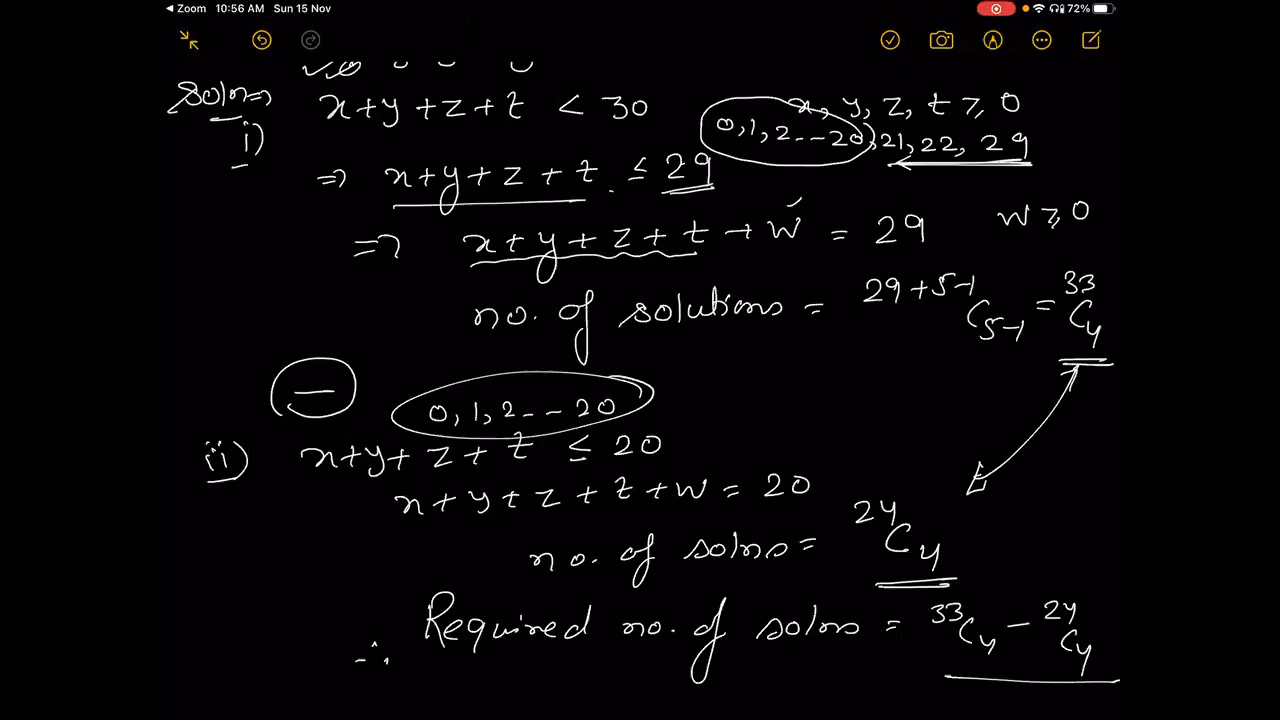 Zoom 10:56 AM Sun 15 Nov 72%
Soln⇒ x+y+z+t < 30 x, y, z, t ≥ 0
i) 0, 1, 2 -- 20, 21, 22, 29
⇒ x+y+z+t ≤ 29
⇒ x+y+z+t+w = 29 w ≥ 0
no. of solutions = ²⁹⁺⁵⁻¹C₅₋₁ = ³³C₄
—
0, 1, 2 -- 20
ii) x+y+z+t ≤ 20
x+y+z+t+w = 20
no. of solns = ²⁴C₄
∴ Required no. of solns = ³³C₄ − ²⁴C₄